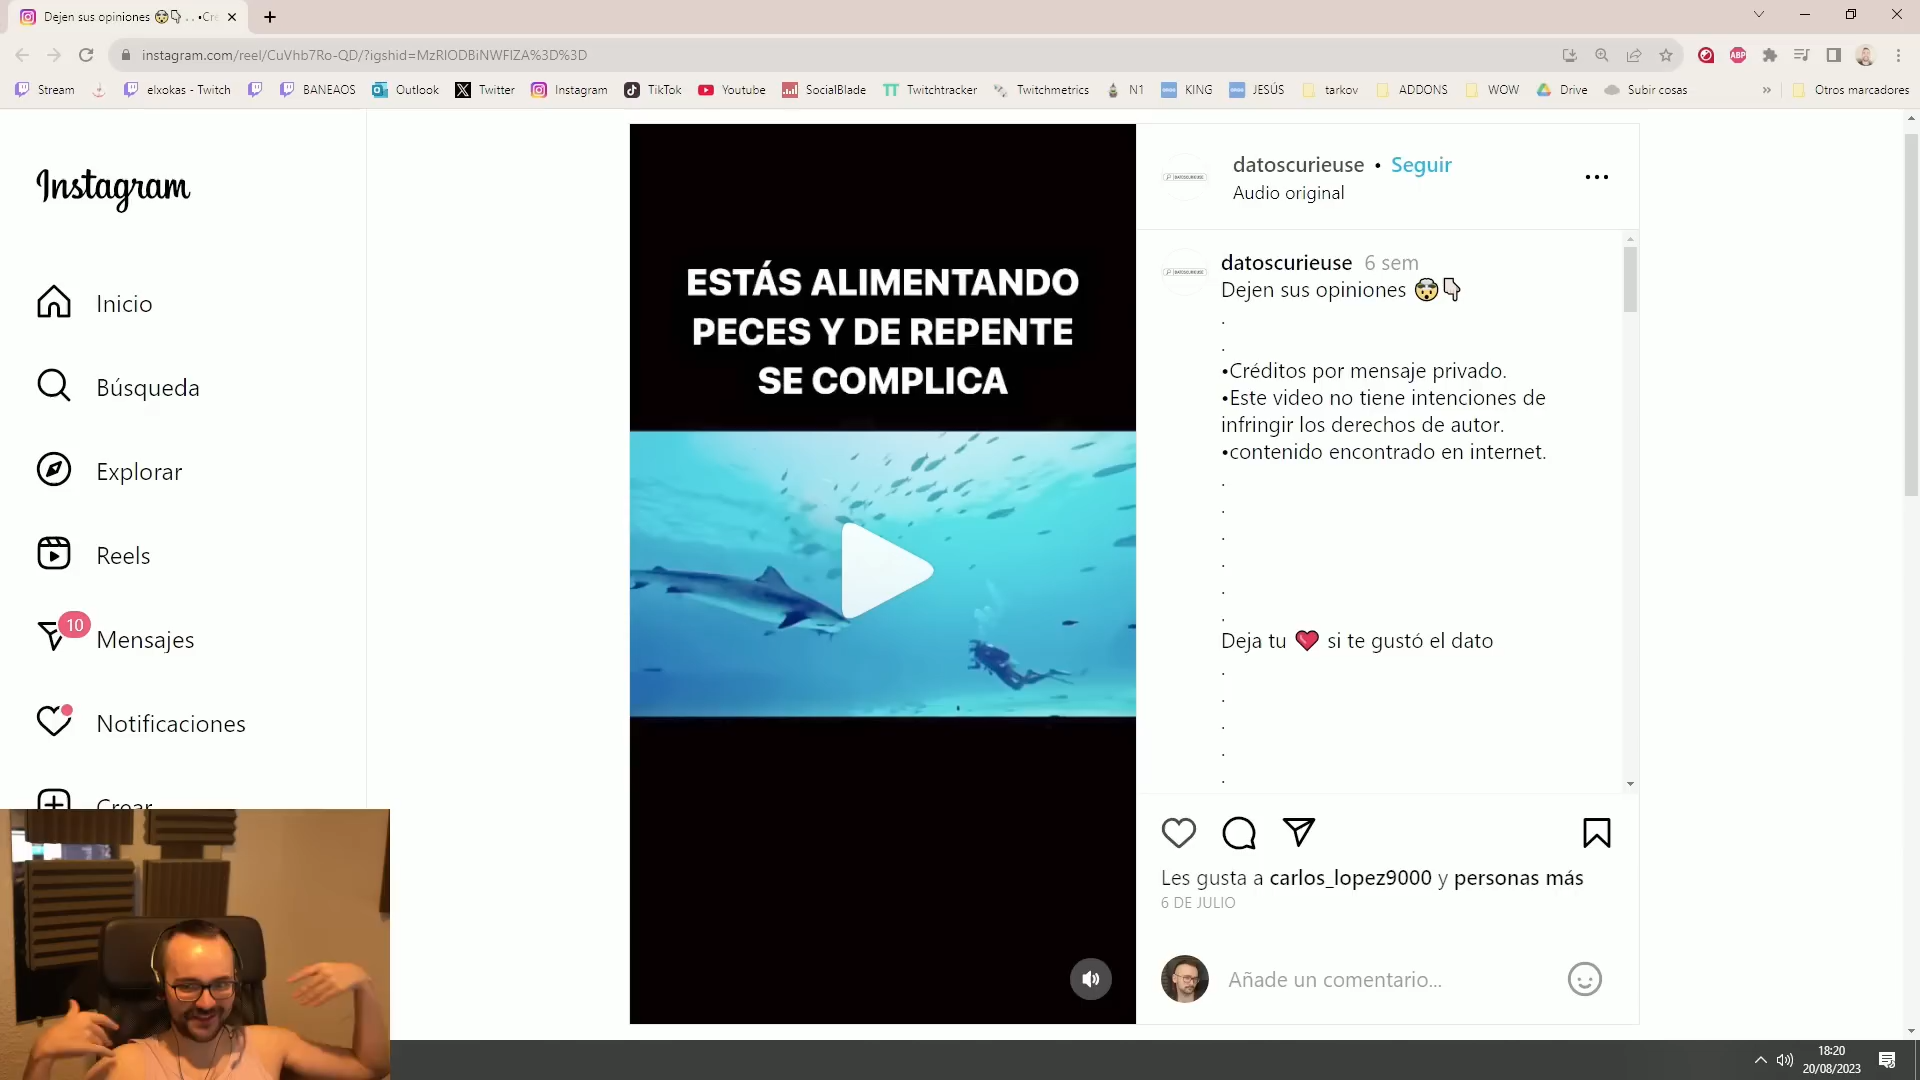 Dejen sus opiniones 🤯👇 . . •Cre
instagram.com/reel/CuVhb7Ro-QD/?igshid=MzRlODBiNWFlZA%3D%3D
Stream
elxokas - Twitch
BANEAOS
Outlook
Twitter
Instagram
TikTok
Youtube
SocialBlade
Twitchtracker
Twitchmetrics
N1
KING
JESÚS
tarkov
ADDONS
WOW
Drive
Subir cosas
»
Otros marcadores
ABP
Instagram
Inicio
Búsqueda
Explorar
Reels
10
Mensajes
Notificaciones
Crear
ESTÁS ALIMENTANDO
PECES Y DE REPENTE
SE COMPLICA
datoscurieuse • Seguir
Audio original
datoscurieuse 6 sem
Dejen sus opiniones 🤯👇
.
.
•Créditos por mensaje privado.
•Este video no tiene intenciones de
infringir los derechos de autor.
•contenido encontrado en internet.
.
.
.
.
.
.
Deja tu ❤️ si te gustó el dato
.
.
.
.
.
Les gusta a carlos_lopez9000 y personas más
6 DE JULIO
Añade un comentario...
18:20
20/08/2023